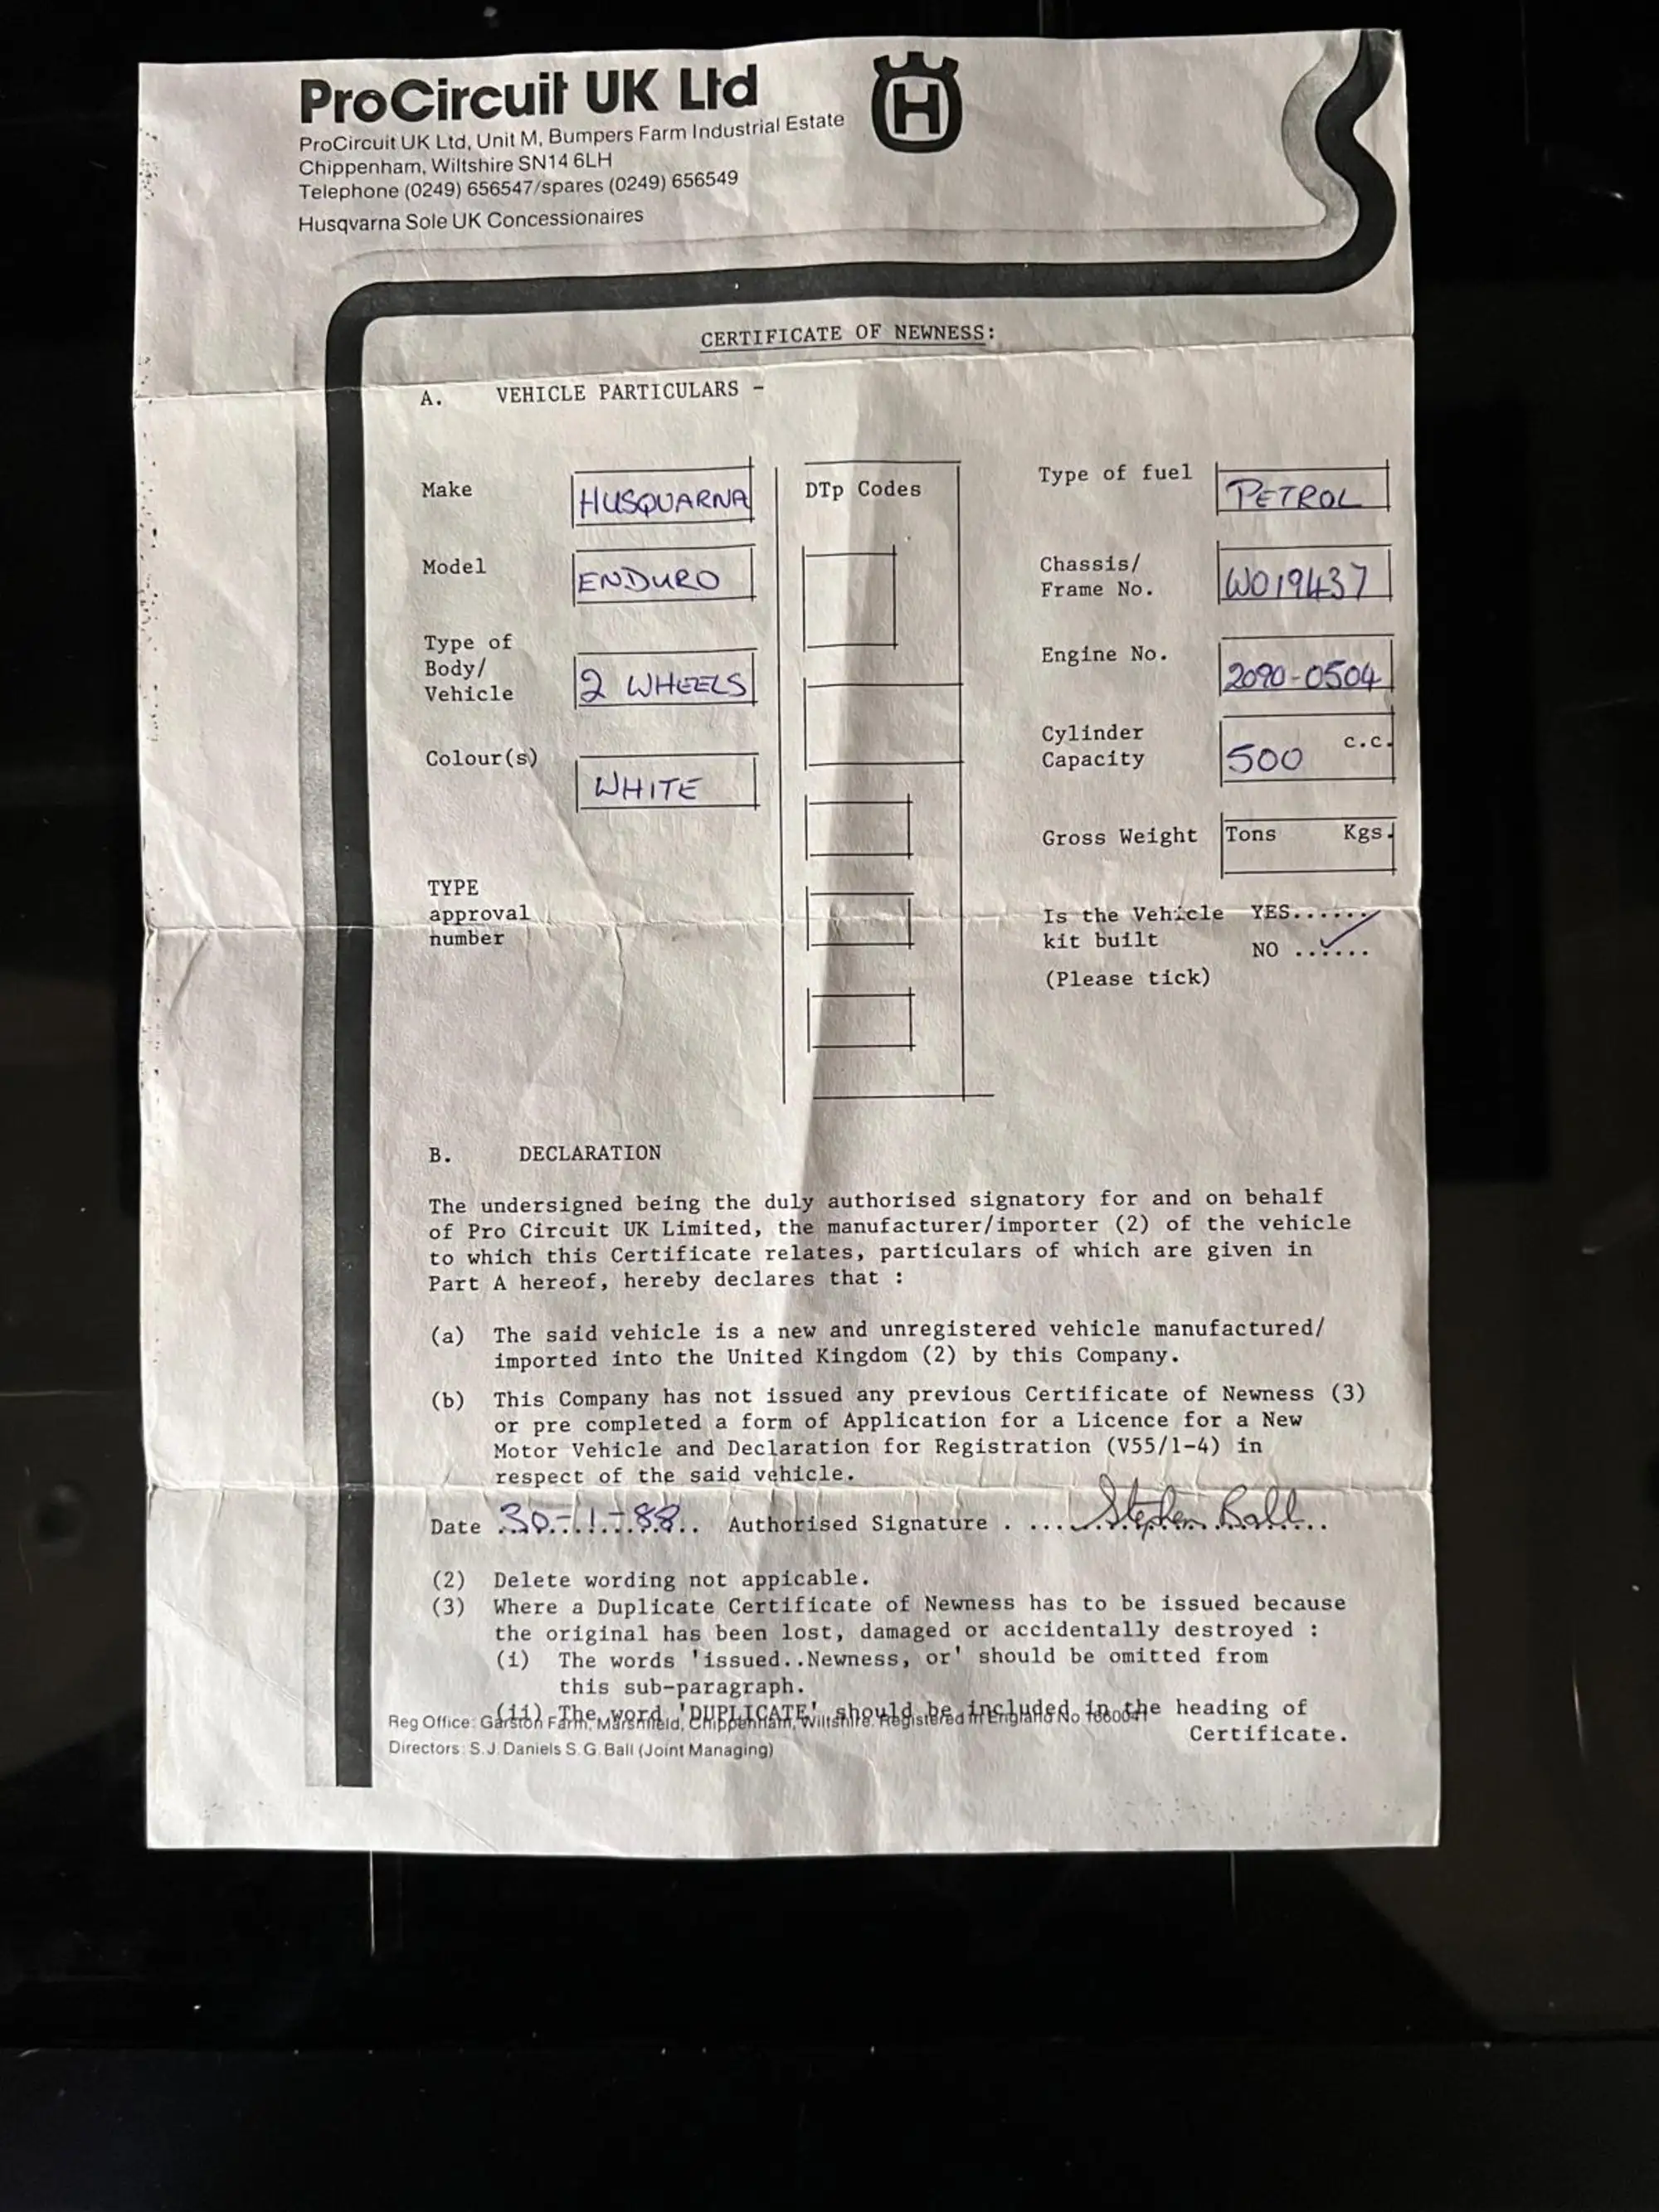 ProCircuit UK Ltd
H
ProCircuit UK Ltd, Unit M, Bumpers Farm Industrial Estate
Chippenham, Wiltshire SN14 6LH
Telephone (0249) 656547/spares (0249) 656549
Husqvarna Sole UK Concessionaires
CERTIFICATE OF NEWNESS:
A. VEHICLE PARTICULARS -
Make HUSQUARNA
Model ENDURO
Type of
Body/
Vehicle 2 WHEELS
Colour(s) WHITE
TYPE
approval
number
DTp Codes
Type of fuel PETROL
Chassis/
Frame No. W019437
Engine No. 2090-0504
Cylinder
Capacity 500 c.c.
Gross Weight Tons Kgs.
Is the Vehicle YES......
kit built NO ......
(Please tick)
B. DECLARATION
The undersigned being the duly authorised signatory for and on behalf
of Pro Circuit UK Limited, the manufacturer/importer (2) of the vehicle
to which this Certificate relates, particulars of which are given in
Part A hereof, hereby declares that :
(a) The said vehicle is a new and unregistered vehicle manufactured/
imported into the United Kingdom (2) by this Company.
(b) This Company has not issued any previous Certificate of Newness (3)
or pre completed a form of Application for a Licence for a New
Motor Vehicle and Declaration for Registration (V55/1-4) in
respect of the said vehicle.
Date 30-1-88 Authorised Signature . ... Stephen Ball
(2) Delete wording not appicable.
(3) Where a Duplicate Certificate of Newness has to be issued because
the original has been lost, damaged or accidentally destroyed :
(i) The words 'issued..Newness, or' should be omitted from
this sub-paragraph.
(ii) The word 'DUPLICATE' should be included in the heading of
Certificate.
Reg Office: Garston Farm, Marshfield, Chippenham, Wiltshire. Registered in England No
Directors: S.J. Daniels S.G. Ball (Joint Managing)